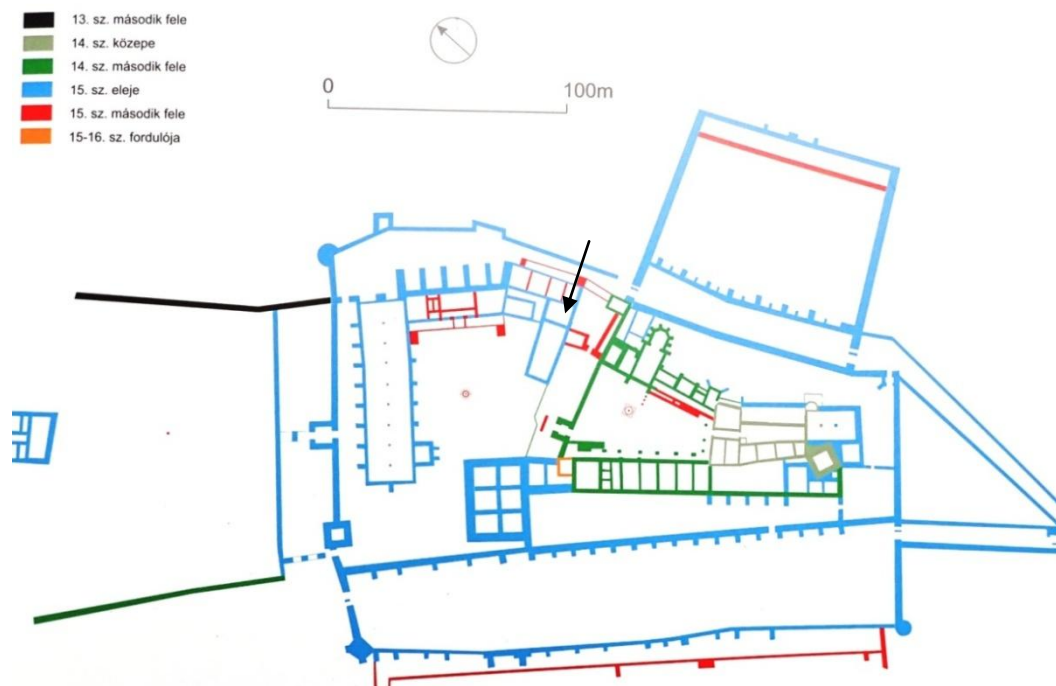 13. sz. második fele
14. sz. közepe
14. sz. második fele
15. sz. eleje
15. sz. második fele
15-16. sz. fordulója
0 100m